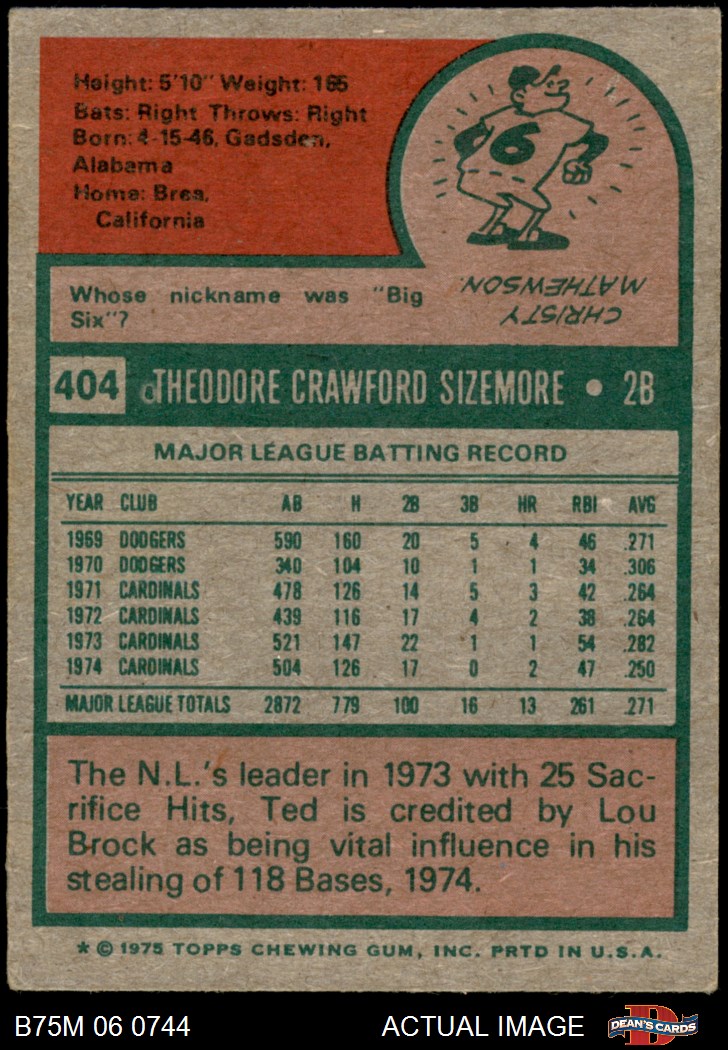 Height: 5'10" Weight: 165
Bats: Right Throws: Right
Born: 4-15-46, Gadsden,
Alabama
Home: Brea,
California
6
CHRISTY
MATHEWSON.
Whose nickname was "Big
Six"?
404 THEODORE CRAWFORD SIZEMORE • 2B
MAJOR LEAGUE BATTING RECORD
YEAR CLUB AB H 2B 3B HR RBI AVG
1969 DODGERS 590 160 20 5 4 46 .271
1970 DODGERS 340 104 10 1 1 34 .306
1971 CARDINALS 478 126 14 5 3 42 .264
1972 CARDINALS 439 116 17 4 2 38 .264
1973 CARDINALS 521 147 22 1 1 54 .282
1974 CARDINALS 504 126 17 0 2 47 .250
MAJOR LEAGUE TOTALS 2872 779 100 16 13 261 .271
The N.L.'s leader in 1973 with 25 Sac-
rifice Hits, Ted is credited by Lou
Brock as being vital influence in his
stealing of 118 Bases, 1974.
* © 1975 TOPPS CHEWING GUM, INC. PRTD IN U.S.A.
B75M 06 0744 ACTUAL IMAGE D DEAN'S CARDS